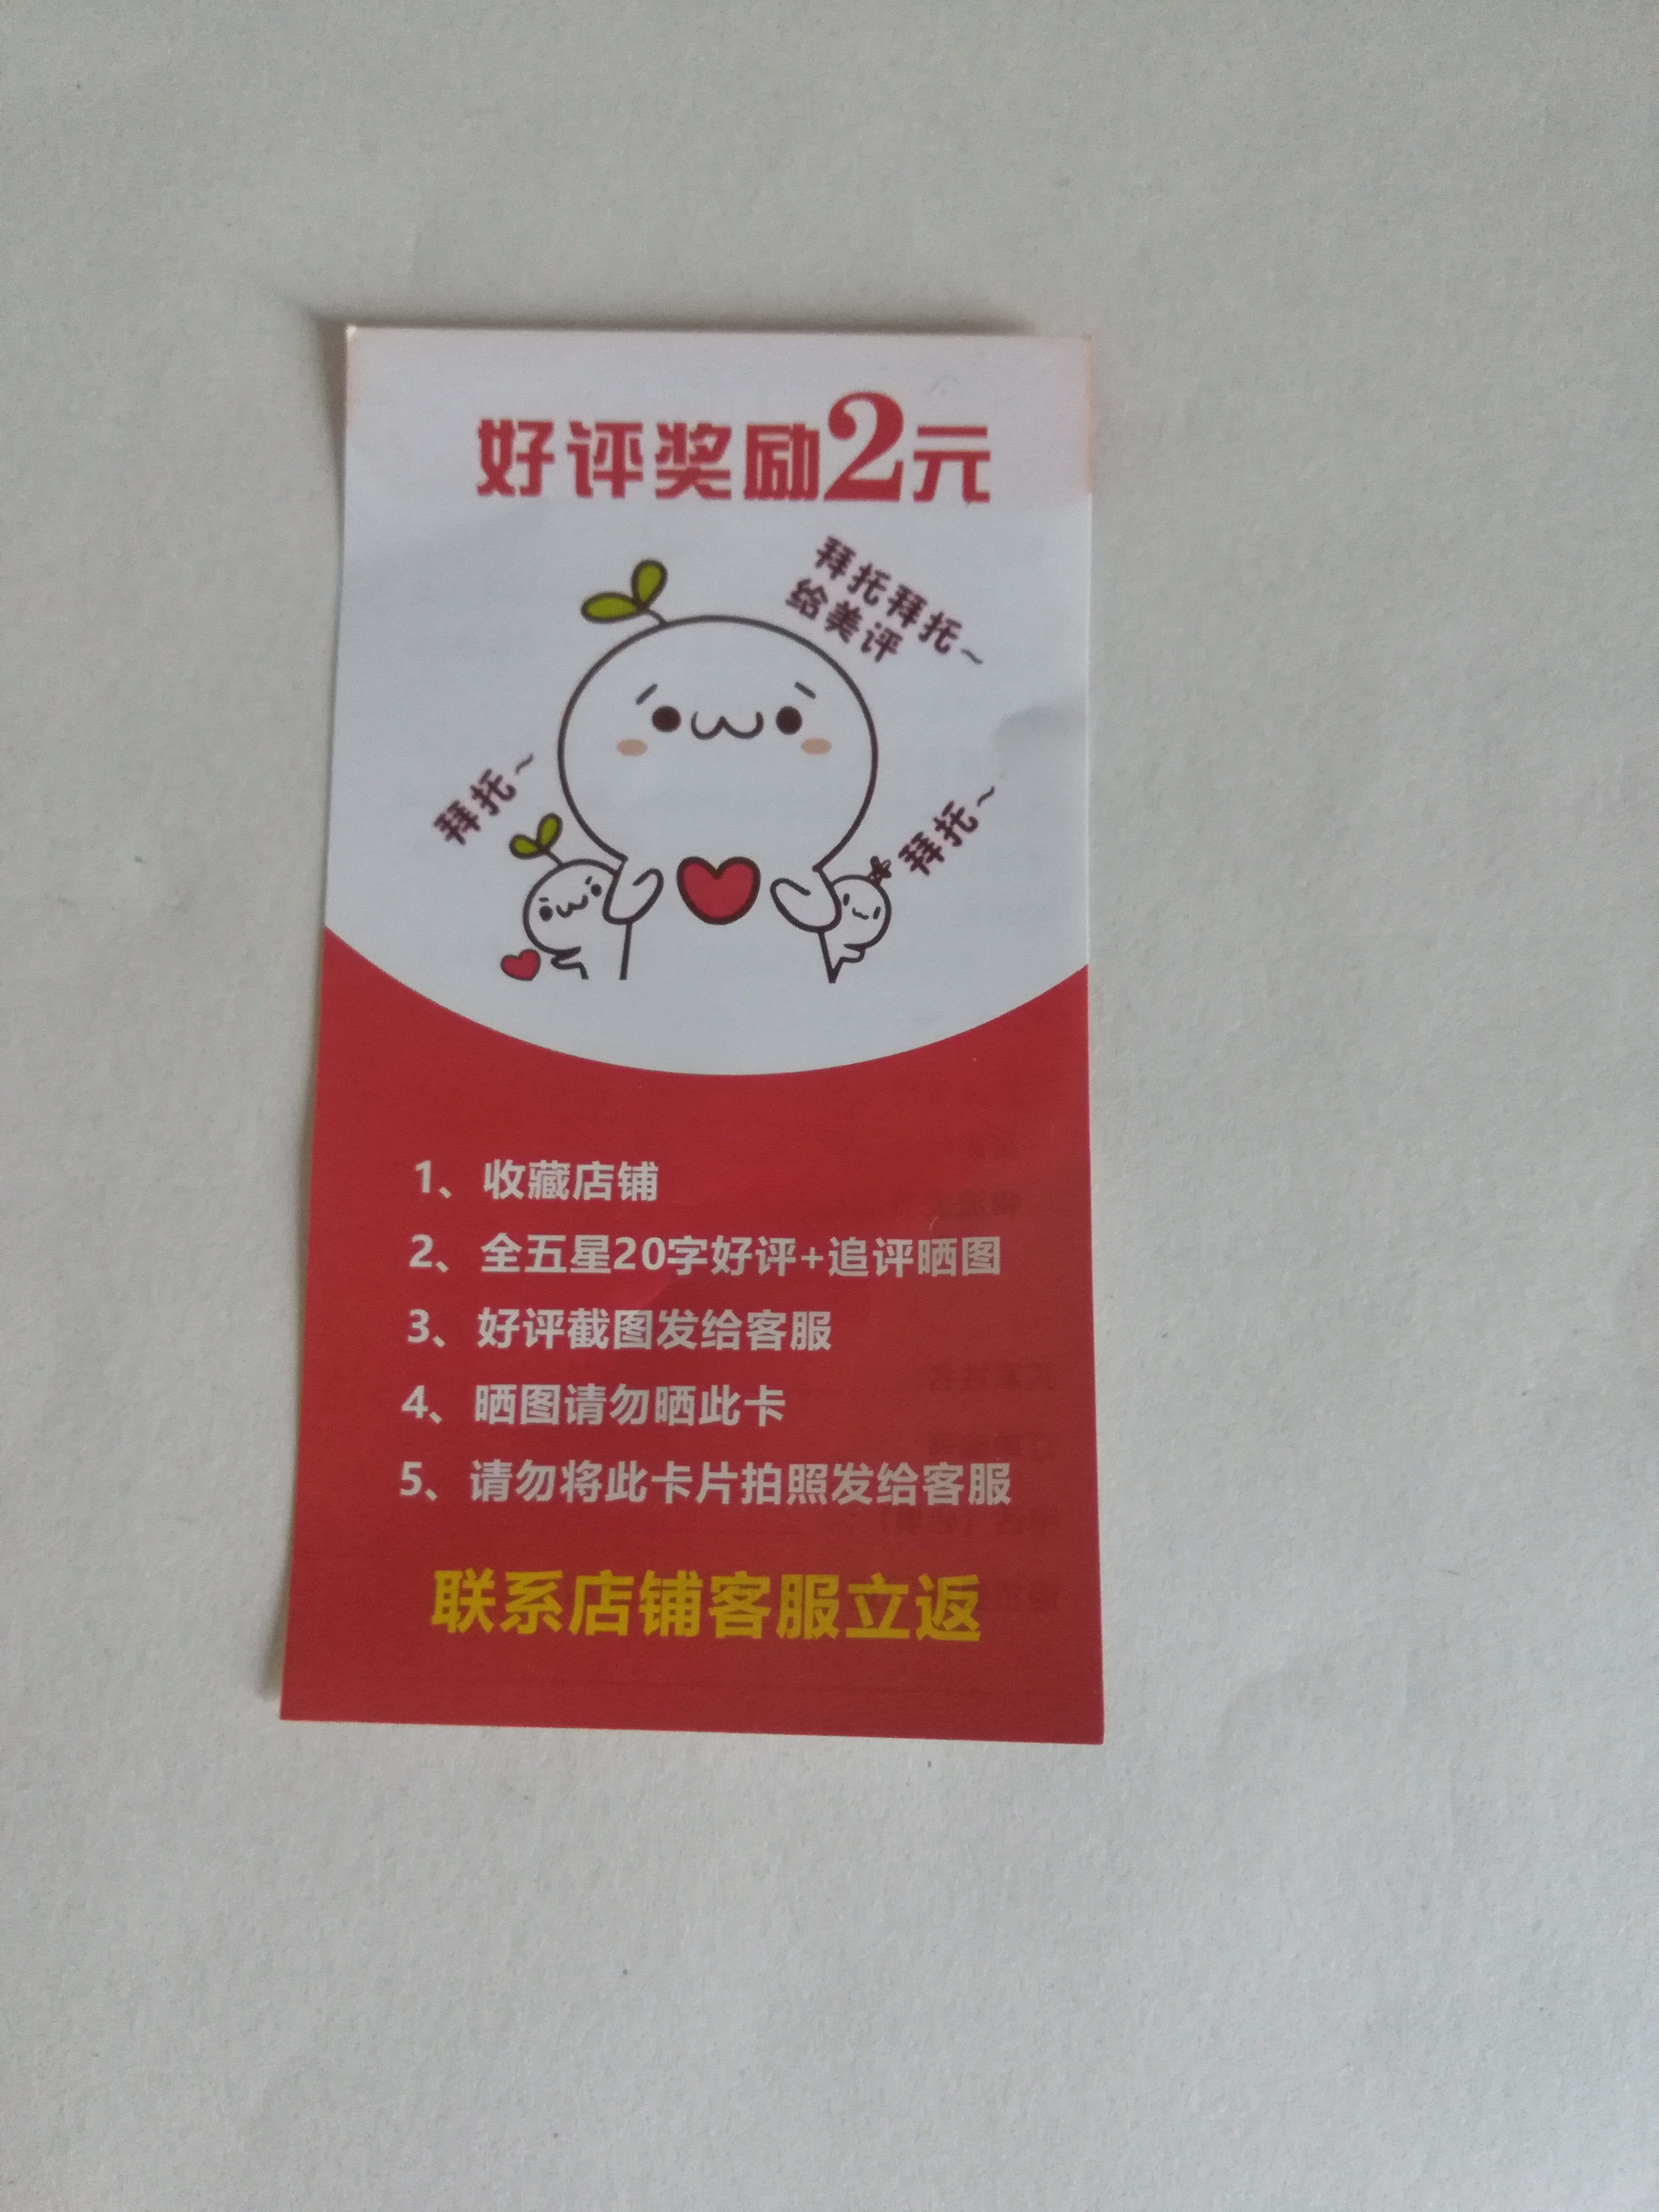 好评奖励2元
拜托拜托~
给美评
拜托~
拜托~
1、收藏店铺
2、全五星20字好评+追评晒图
3、好评截图发给客服
4、晒图请勿晒此卡
5、请勿将此卡片拍照发给客服
联系店铺客服立返